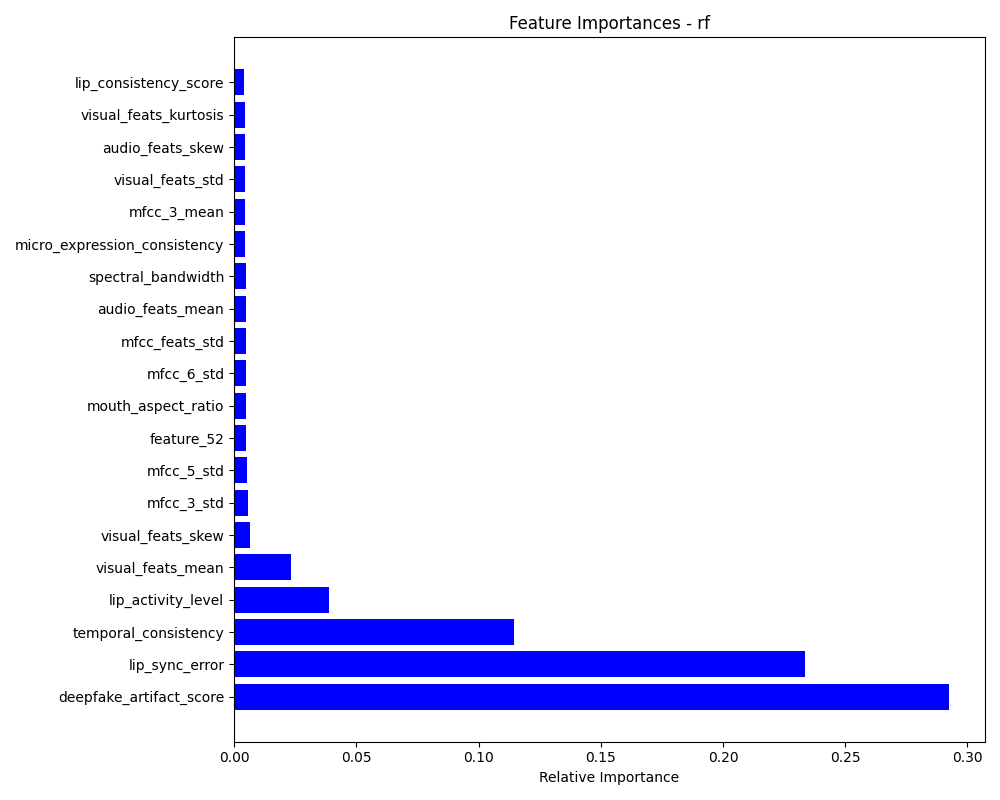 Feature Importances - rf
lip_consistency_score
visual_feats_kurtosis
audio_feats_skew
visual_feats_std
mfcc_3_mean
micro_expression_consistency
spectral_bandwidth
audio_feats_mean
mfcc_feats_std
mfcc_6_std
mouth_aspect_ratio
feature_52
mfcc_5_std
mfcc_3_std
visual_feats_skew
visual_feats_mean
lip_activity_level
temporal_consistency
lip_sync_error
deepfake_artifact_score
0.00 0.05 0.10 0.15 0.20 0.25 0.30
Relative Importance